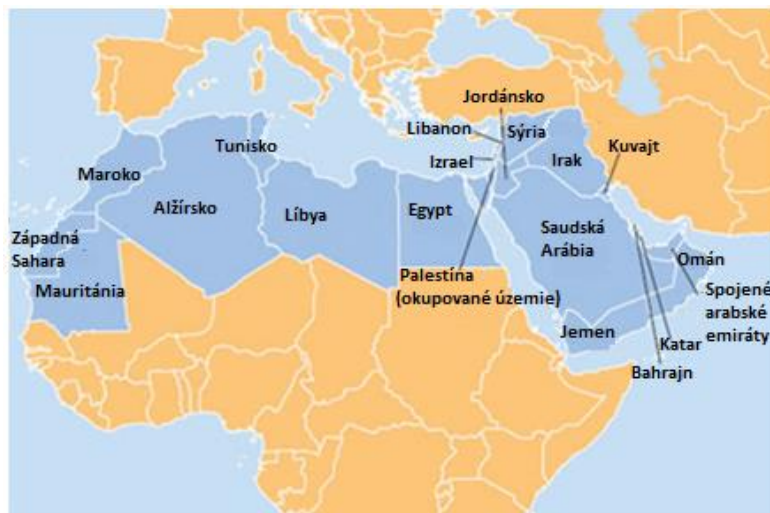 Jordánsko
Libanon
Sýria
Tunisko
Izrael
Kuvajt
Maroko
Irak
Alžírsko
Líbya
Egypt
Saudská
Arábia
Západná
Sahara
Omán
Mauritánia
Palestína
(okupované územie)
Spojené
arabské
emiráty
Jemen
Katar
Bahrajn